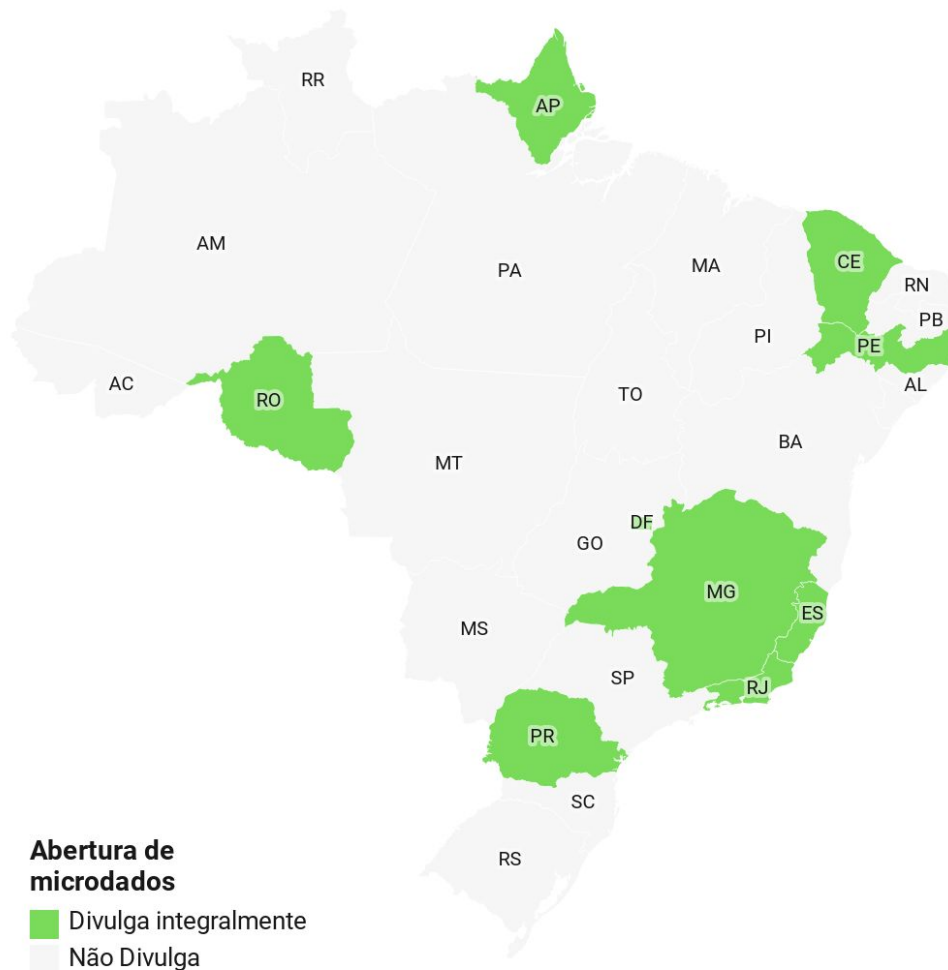 RR
AP
AM
PA
MA
CE
RN
PB
PI
PE
AL
AC
RO
TO
BA
MT
DF
GO
MG
ES
MS
SP
RJ
PR
SC
RS
Abertura de
microdados
Divulga integralmente
Não Divulga